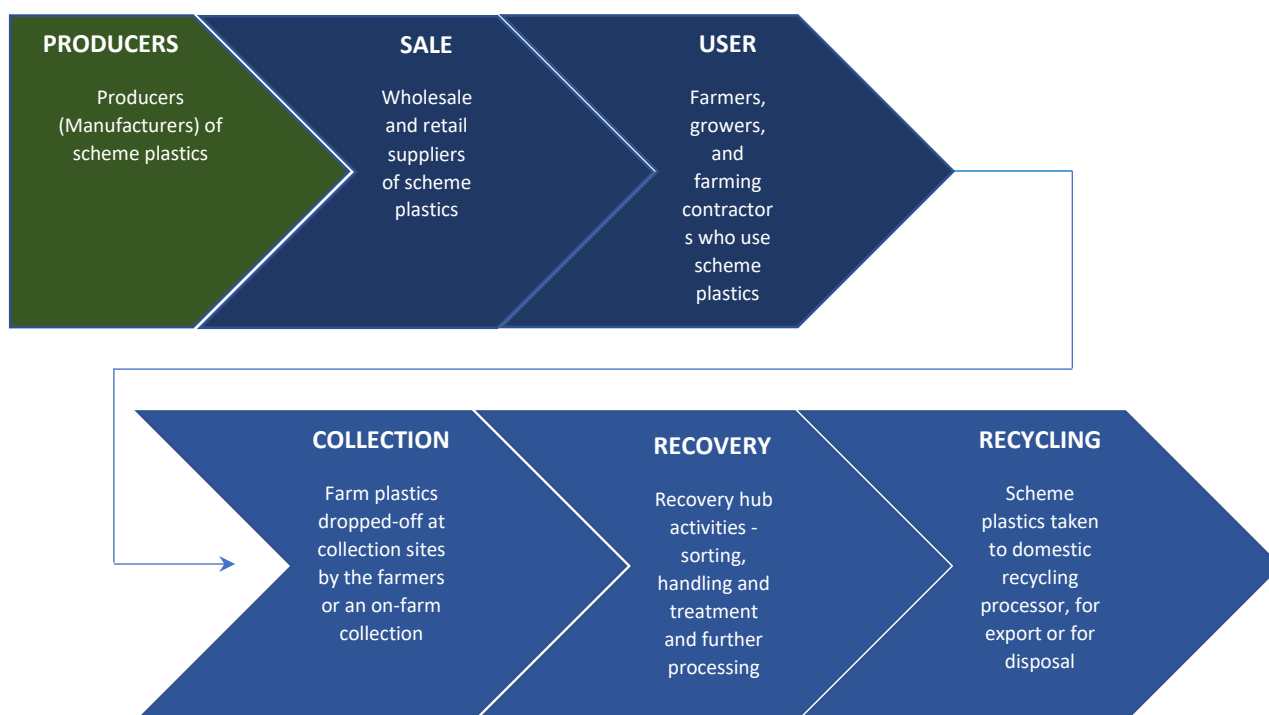 PRODUCERS
Producers
(Manufacturers) of
scheme plastics
SALE
Wholesale
and retail
suppliers
of scheme
plastics
USER
Farmers,
growers,
and
farming
contractor
s who use
scheme
plastics
COLLECTION
Farm plastics
dropped-off at
collection sites
by the farmers
or an on-farm
collection
RECOVERY
Recovery hub
activities -
sorting,
handling and
treatment
and further
processing
RECYCLING
Scheme
plastics taken
to domestic
recycling
processor, for
export or for
disposal